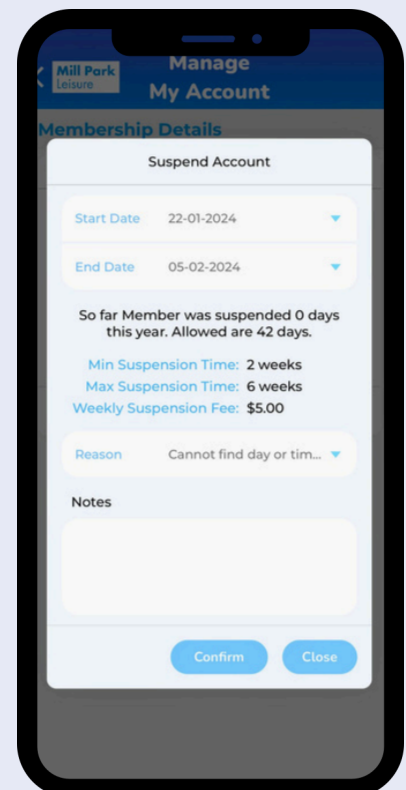 Manage
Mill Park
Leisure
My Account
Membership Details
Suspend Account
Start Date 22-01-2024
End Date 05-02-2024
So far Member was suspended 0 days
this year. Allowed are 42 days.
Min Suspension Time: 2 weeks
Max Suspension Time: 6 weeks
Weekly Suspension Fee: $5.00
Reason Cannot find day or tim...
Notes
Confirm Close